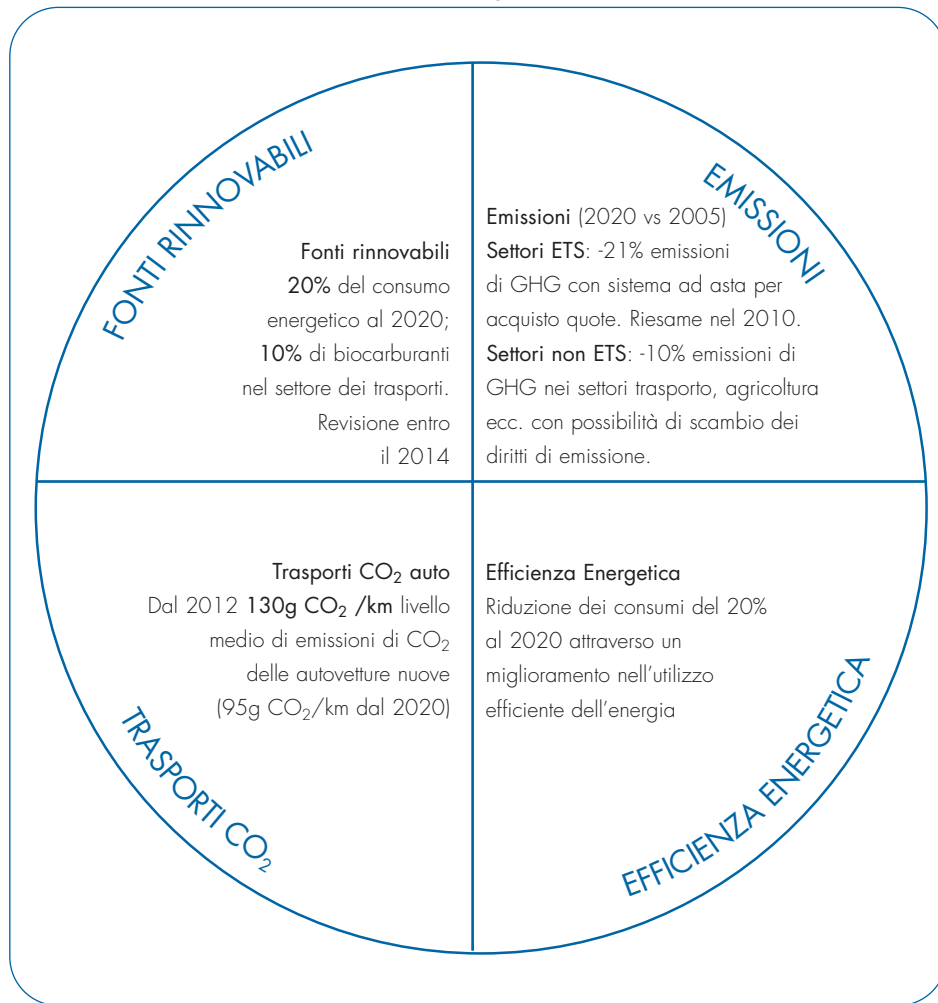 FONTI RINNOVABILI
Fonti rinnovabili
20% del consumo
energetico al 2020;
10% di biocarburanti
nel settore dei trasporti.
Revisione entro
il 2014
EMISSIONI
Emissioni (2020 vs 2005)
Settori ETS: -21% emissioni
di GHG con sistema ad asta per
acquisto quote. Riesame nel 2010.
Settori non ETS: -10% emissioni di
GHG nei settori trasporto, agricoltura
ecc. con possibilità di scambio dei
diritti di emissione.
Trasporti CO₂ auto
Dal 2012 130g CO₂ /km livello
medio di emissioni di CO₂
delle autovetture nuove
(95g CO₂/km dal 2020)
TRASPORTI CO₂
Efficienza Energetica
Riduzione dei consumi del 20%
al 2020 attraverso un
miglioramento nell'utilizzo
efficiente dell'energia
EFFICIENZA ENERGETICA